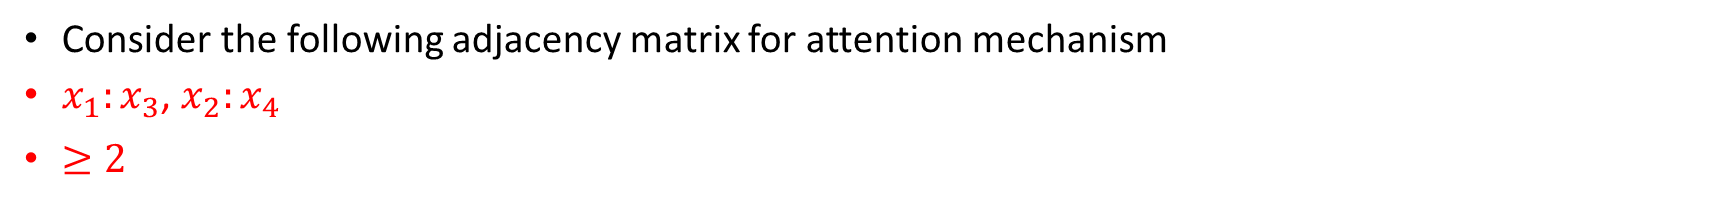 • Consider the following adjacency matrix for attention mechanism
• x₁: x₃, x₂: x₄
• ≥ 2